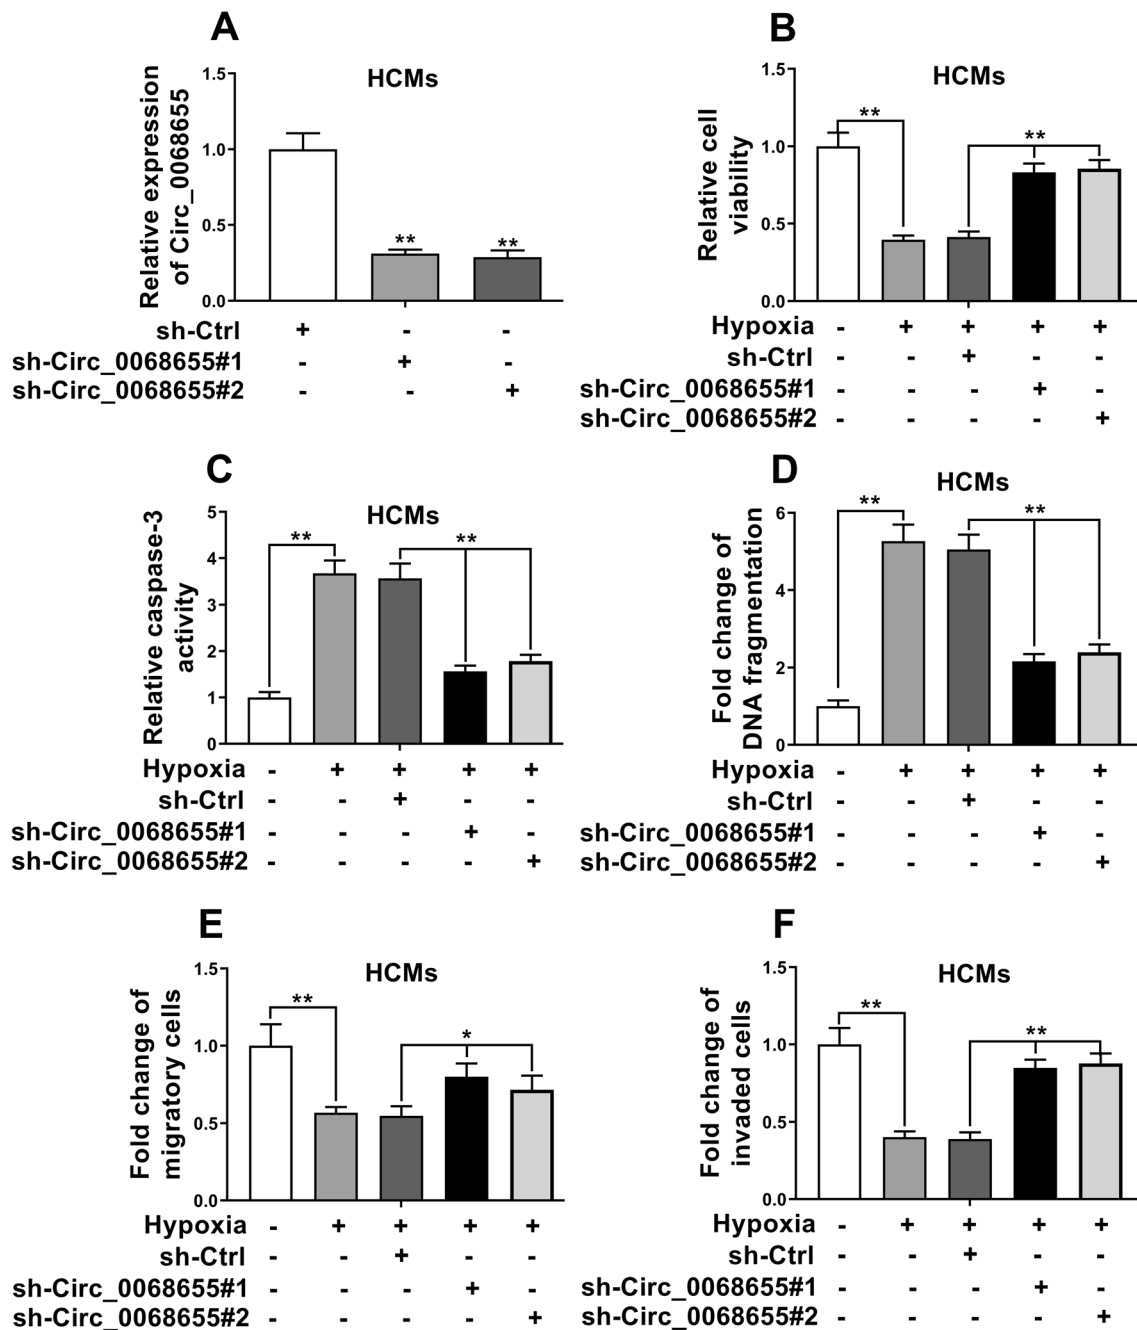 A
HCMs
Relative expression
of Circ_0068655
1.5
1.0
0.5
0.0
** **
sh-Ctrl + - -
sh-Circ_0068655#1 - + -
sh-Circ_0068655#2 - - +
B
HCMs
Relative cell
viability
1.5
1.0
0.5
0.0
** **
Hypoxia - + + + +
sh-Ctrl - - + - -
sh-Circ_0068655#1 - - - + -
sh-Circ_0068655#2 - - - - +
C
HCMs
Relative caspase-3
activity
5
4
3
2
1
0
** **
Hypoxia - + + + +
sh-Ctrl - - + - -
sh-Circ_0068655#1 - - - + -
sh-Circ_0068655#2 - - - - +
D
HCMs
Fold change of
DNA fragmentation
6
4
2
0
** **
Hypoxia - + + + +
sh-Ctrl - - + - -
sh-Circ_0068655#1 - - - + -
sh-Circ_0068655#2 - - - - +
E
HCMs
Fold change of
migratory cells
1.5
1.0
0.5
0.0
** *
Hypoxia - + + + +
sh-Ctrl - - + - -
sh-Circ_0068655#1 - - - + -
sh-Circ_0068655#2 - - - - +
F
HCMs
Fold change of
invaded cells
1.5
1.0
0.5
0.0
** **
Hypoxia - + + + +
sh-Ctrl - - + - -
sh-Circ_0068655#1 - - - + -
sh-Circ_0068655#2 - - - - +